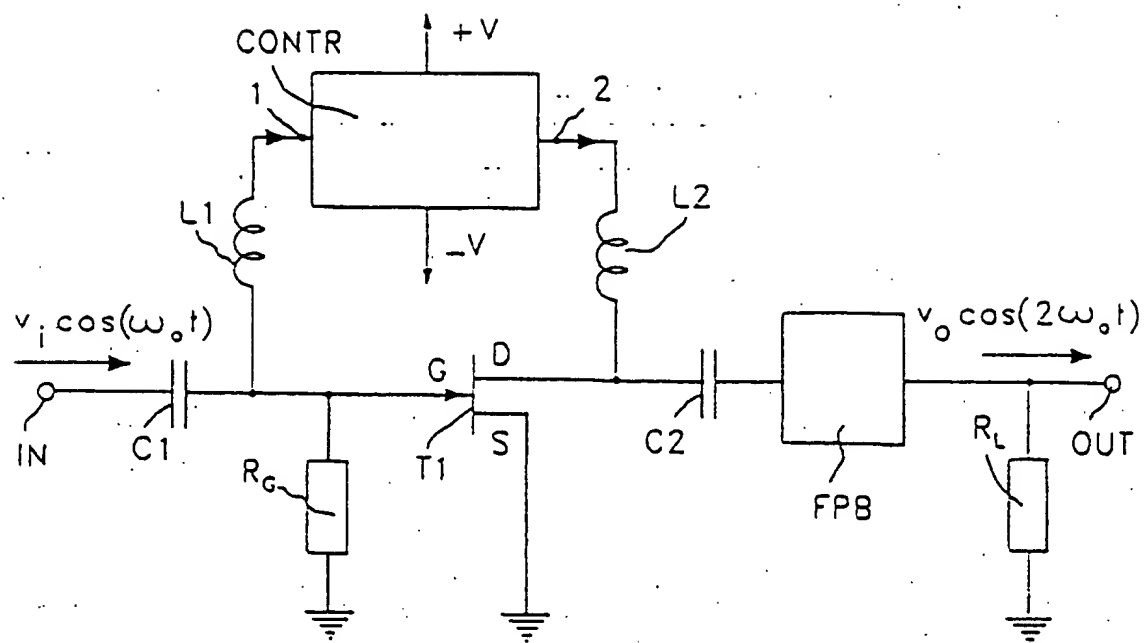 +V
CONTR
1
2
L1
L2
-V
v_i cos(ω_o t)
v_o cos(2ω_o t)
G
D
IN
C1
T1
S
C2
R_L
OUT
R_G
FPB